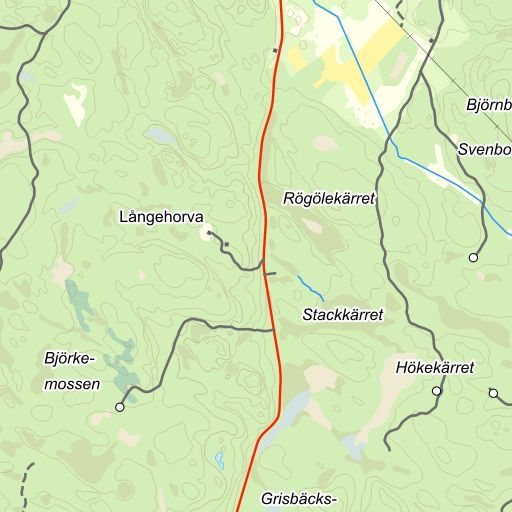 Björnb
Svenbo
Rögölekärret
Långehorva
Stackkärret
Björke-
mossen
Hökekärret
Grisbäcks-